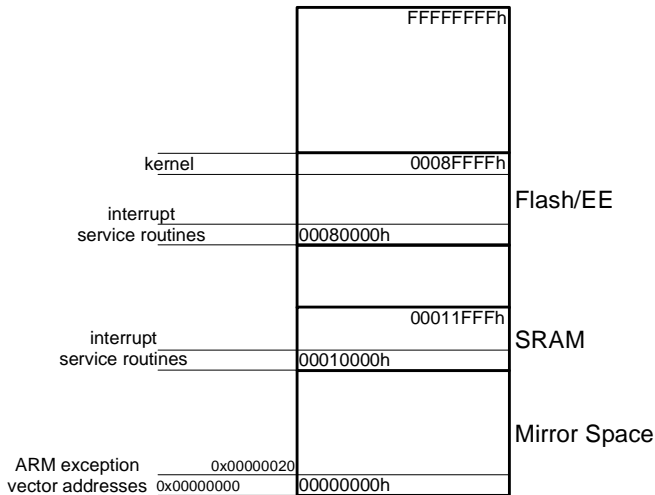 FFFFFFFFh
kernel
0008FFFFh
Flash/EE
interrupt
service routines
00080000h
00011FFFh
SRAM
interrupt
service routines
00010000h
Mirror Space
ARM exception
0x00000020
vector addresses
0x00000000
00000000h